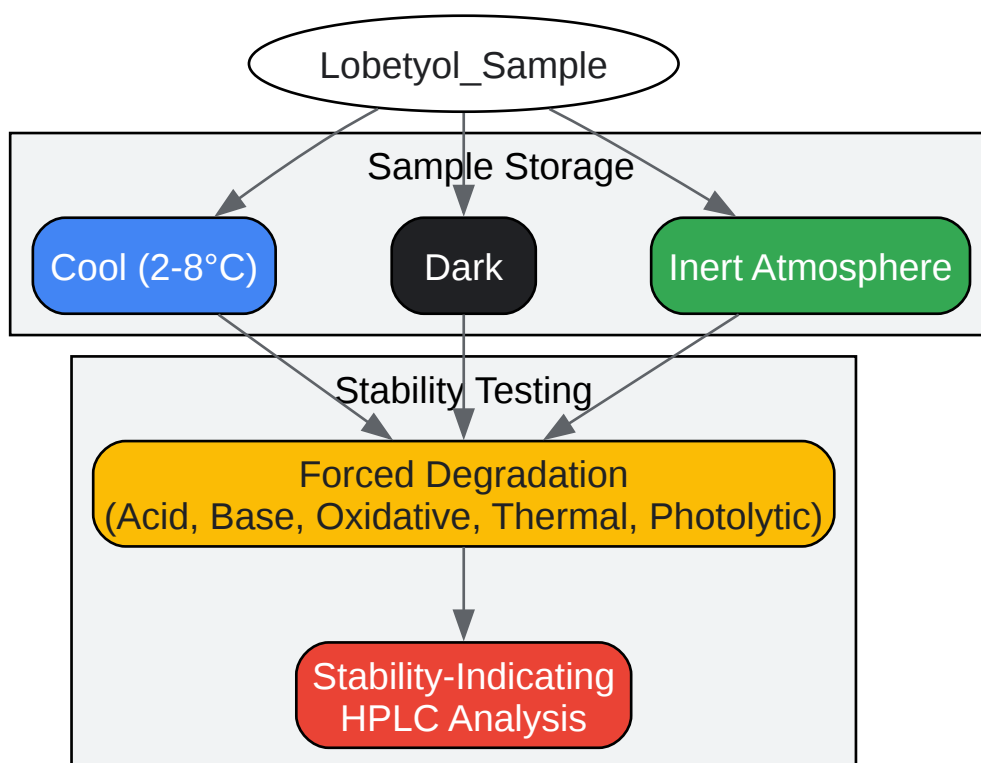 Lobetyol_Sample
Sample Storage
Cool (2-8°C)
Dark
Inert Atmosphere
Stability Testing
Forced Degradation
(Acid, Base, Oxidative, Thermal, Photolytic)
Stability-Indicating
HPLC Analysis